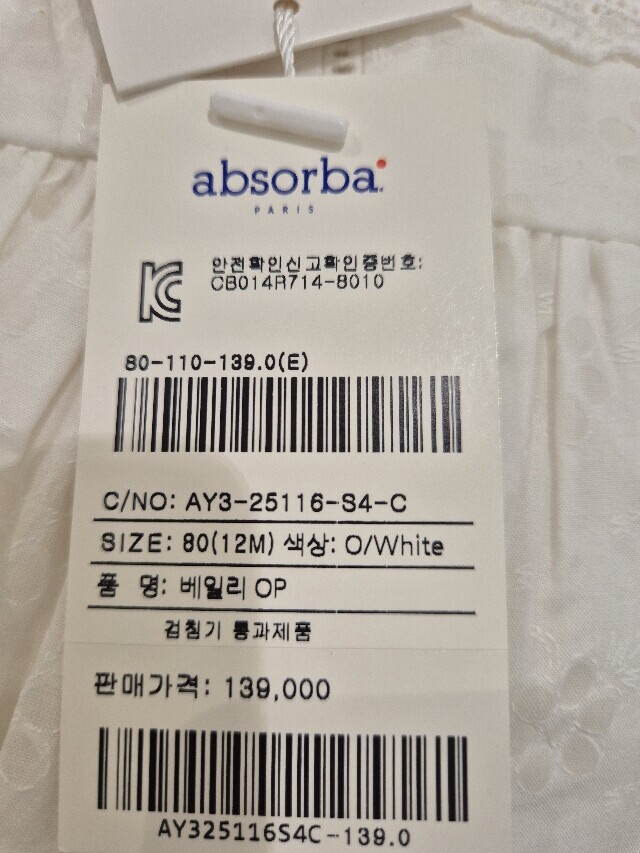 absorba
PARIS
안전확인신고확인증번호:
CB014R714-8010
80-110-139.0(E)
C/NO: AY3-25116-S4-C
SIZE: 80(12M) 색상: O/White
품 명: 베일리 OP
검침기 통과제품
판매가격: 139,000
AY325116S4C-139.0